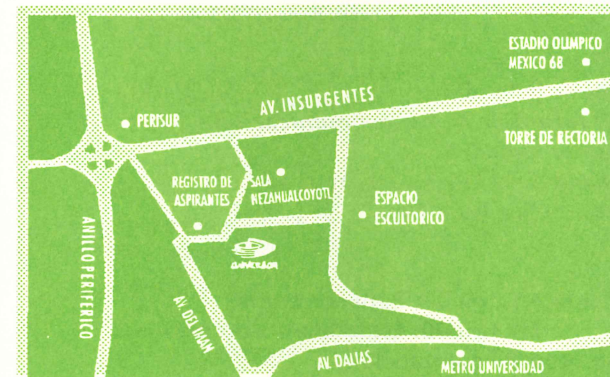 ESTADIO OLIMPICO
MEXICO 68
AV. INSURGENTES
PERISUR
TORRE DE RECTORIA
REGISTRO DE
ASPIRANTES
SALA
NEZAHUALCOYOTL
ESPACIO
ESCULTORICO
ANILLO PERIFERICO
UNIVERSUM
AV. DEL IMAN
AV. DALIAS
METRO UNIVERSIDAD